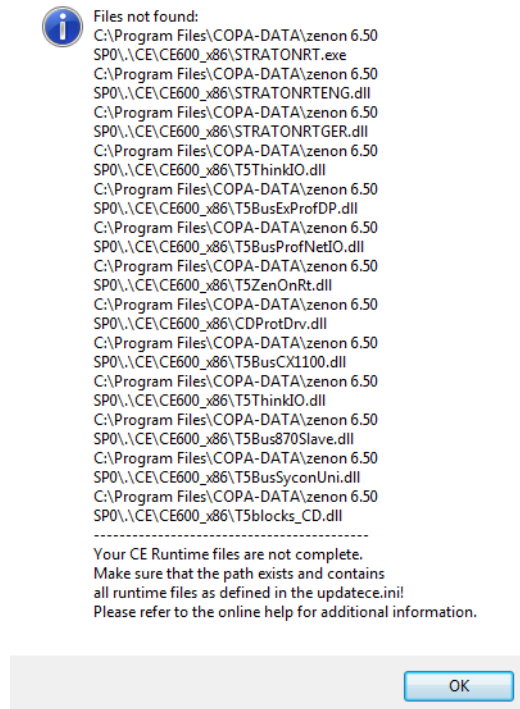 Files not found:
C:\Program Files\COPA-DATA\zenon 6.50
SP0\.\CE\CE600_x86\STRATONRT.exe
C:\Program Files\COPA-DATA\zenon 6.50
SP0\.\CE\CE600_x86\STRATONRTENG.dll
C:\Program Files\COPA-DATA\zenon 6.50
SP0\.\CE\CE600_x86\STRATONRTGER.dll
C:\Program Files\COPA-DATA\zenon 6.50
SP0\.\CE\CE600_x86\T5ThinkIO.dll
C:\Program Files\COPA-DATA\zenon 6.50
SP0\.\CE\CE600_x86\T5BusExProfDP.dll
C:\Program Files\COPA-DATA\zenon 6.50
SP0\.\CE\CE600_x86\T5BusProfNetIO.dll
C:\Program Files\COPA-DATA\zenon 6.50
SP0\.\CE\CE600_x86\T5ZenOnRt.dll
C:\Program Files\COPA-DATA\zenon 6.50
SP0\.\CE\CE600_x86\CDProtDrv.dll
C:\Program Files\COPA-DATA\zenon 6.50
SP0\.\CE\CE600_x86\T5BusCX1100.dll
C:\Program Files\COPA-DATA\zenon 6.50
SP0\.\CE\CE600_x86\T5ThinkIO.dll
C:\Program Files\COPA-DATA\zenon 6.50
SP0\.\CE\CE600_x86\T5Bus870Slave.dll
C:\Program Files\COPA-DATA\zenon 6.50
SP0\.\CE\CE600_x86\T5BusSyconUni.dll
C:\Program Files\COPA-DATA\zenon 6.50
SP0\.\CE\CE600_x86\T5blocks_CD.dll
-------------------------------------------
Your CE Runtime files are not complete.
Make sure that the path exists and contains
all runtime files as defined in the updatece.ini!
Please refer to the online help for additional information.
OK